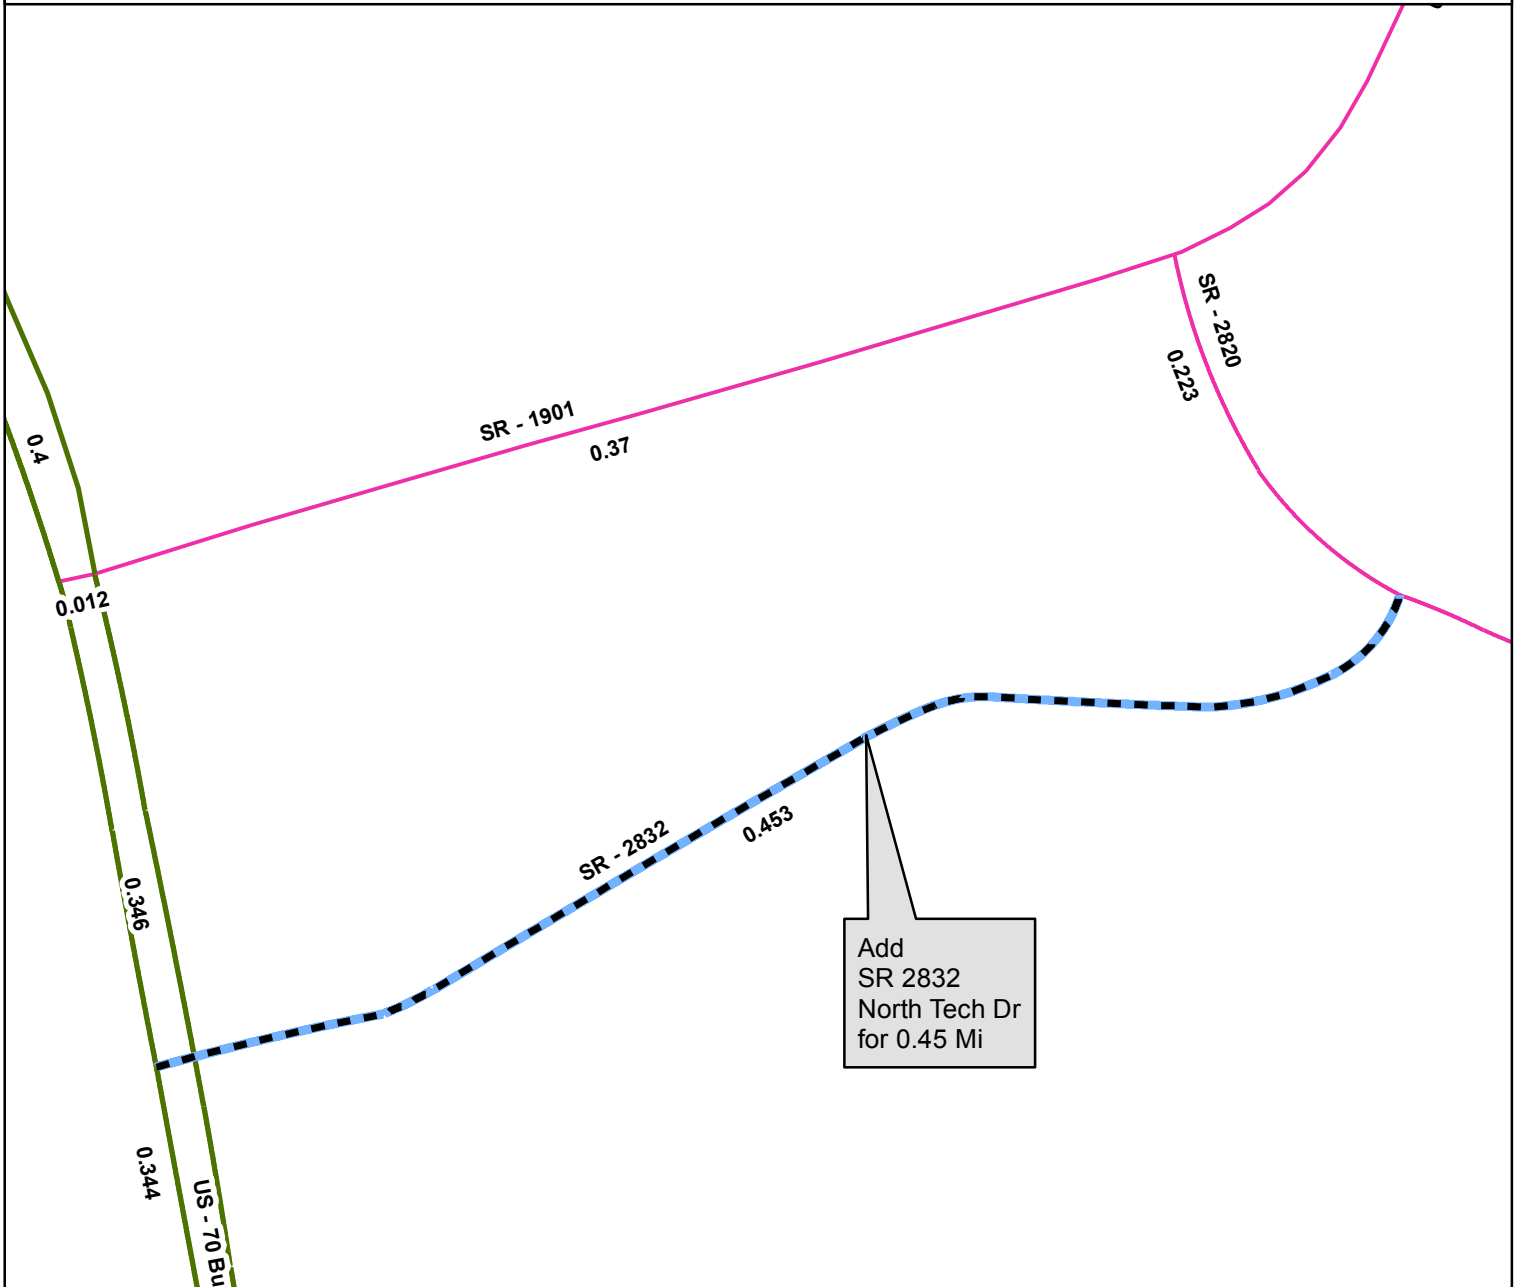 SR - 2820
0.223
SR - 1901
0.37
0.4
0.012
SR - 2832
0.453
0.346
Add
SR 2832
North Tech Dr
for 0.45 Mi
0.344
US - 70 Bu